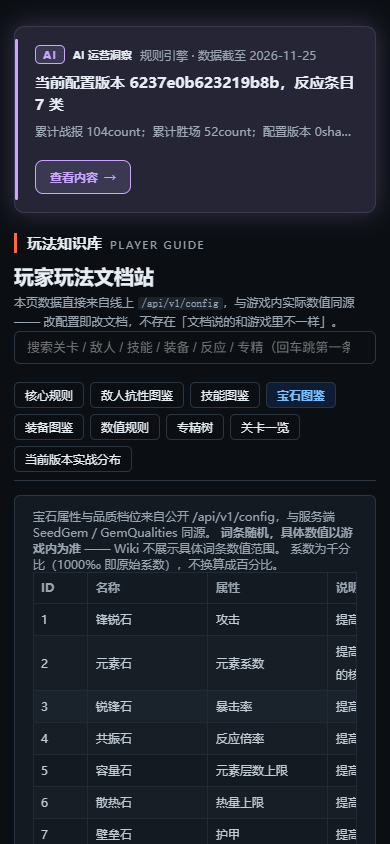 AI AI 运营洞察 规则引擎 · 数据截至 2026-11-25
当前配置版本 6237e0b623219b8b，反应条目
7 类
累计战报 104count；累计胜场 52count；配置版本 0sha...
查看内容 →
玩法知识库 PLAYER GUIDE
玩家玩法文档站
本页数据直接来自线上 /api/v1/config，与游戏内实际数值同源
—— 改配置即改文档，不存在「文档说的和游戏里不一样」。
搜索关卡 / 敌人 / 技能 / 装备 / 反应 / 专精（回车跳第一条
核心规则 敌人抗性图鉴 技能图鉴 宝石图鉴
装备图鉴 数值规则 专精树 关卡一览
当前版本实战分布
宝石属性与品质档位来自公开 /api/v1/config，与服务端
SeedGem / GemQualities 同源。 词条随机，具体数值以游
戏内为准 —— Wiki 不展示具体词条数值范围。 系数为千分
比（1000‰ 即原始系数），不换算成百分比。
ID 名称 属性 说明
1 锋锐石 攻击 提高
2 元素石 元素系数 提高
的核
3 锐锋石 暴击率 提高
4 共振石 反应倍率 提高
5 容量石 元素层数上限 提高
6 散热石 热量上限 提高
7 壁垒石 护甲 提高